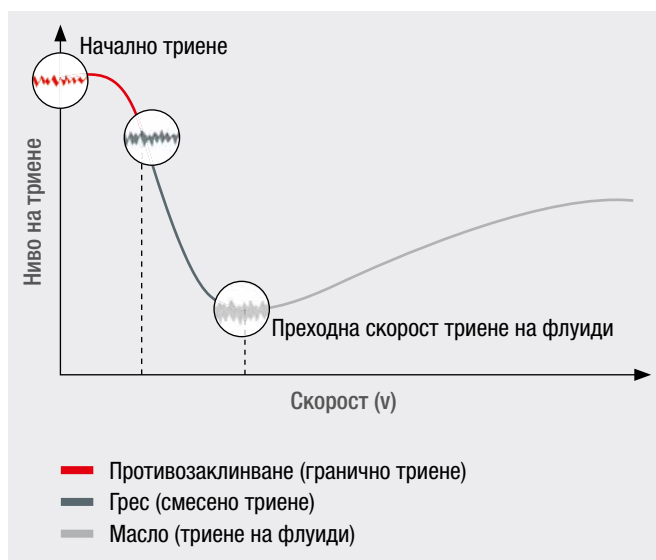 Начално триене
Ниво на триене
Преходна скорост триене на флуиди
Скорост (v)
Противозаклинване (гранично триене)
Грес (смесено триене)
Масло (триене на флуиди)